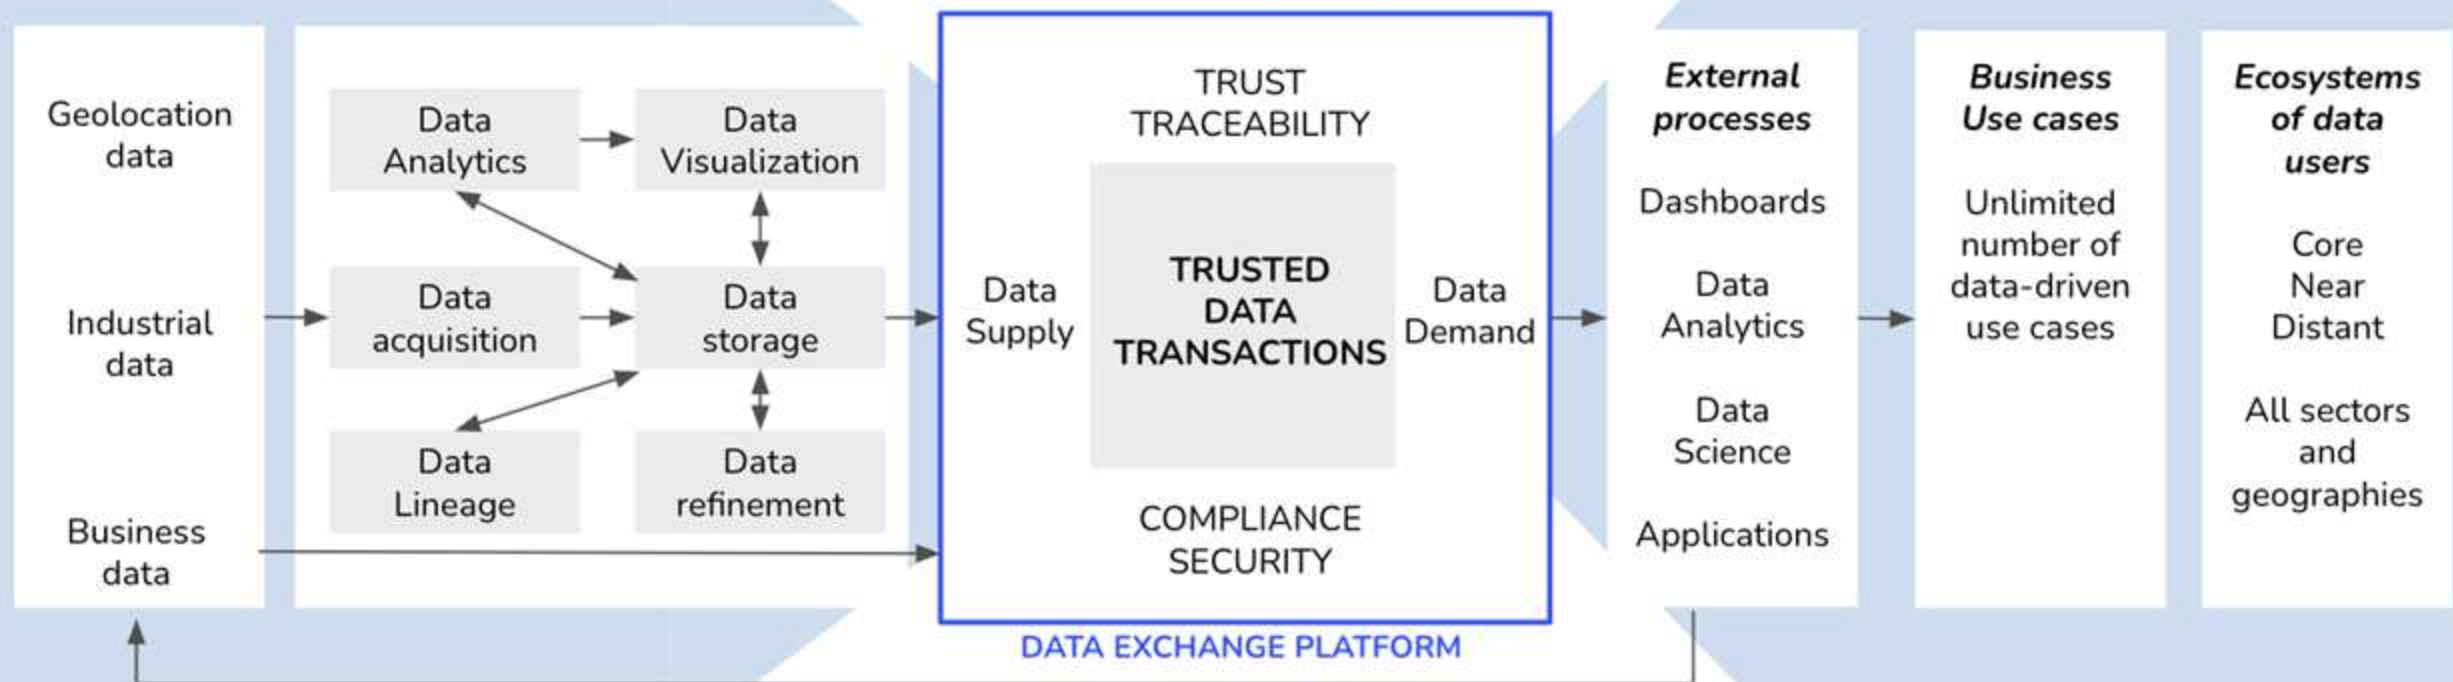 Geolocation
data
Industrial
data
Business
data
Data
Analytics
Data
Visualization
Data
acquisition
Data
storage
Data
Lineage
Data
refinement
TRUST
TRACEABILITY
Data
Supply
TRUSTED
DATA
TRANSACTIONS
Data
Demand
COMPLIANCE
SECURITY
DATA EXCHANGE PLATFORM
External
processes
Dashboards
Data
Analytics
Data
Science
Applications
Business
Use cases
Unlimited
number of
data-driven
use cases
Ecosystems
of data
users
Core
Near
Distant
All sectors
and
geographies